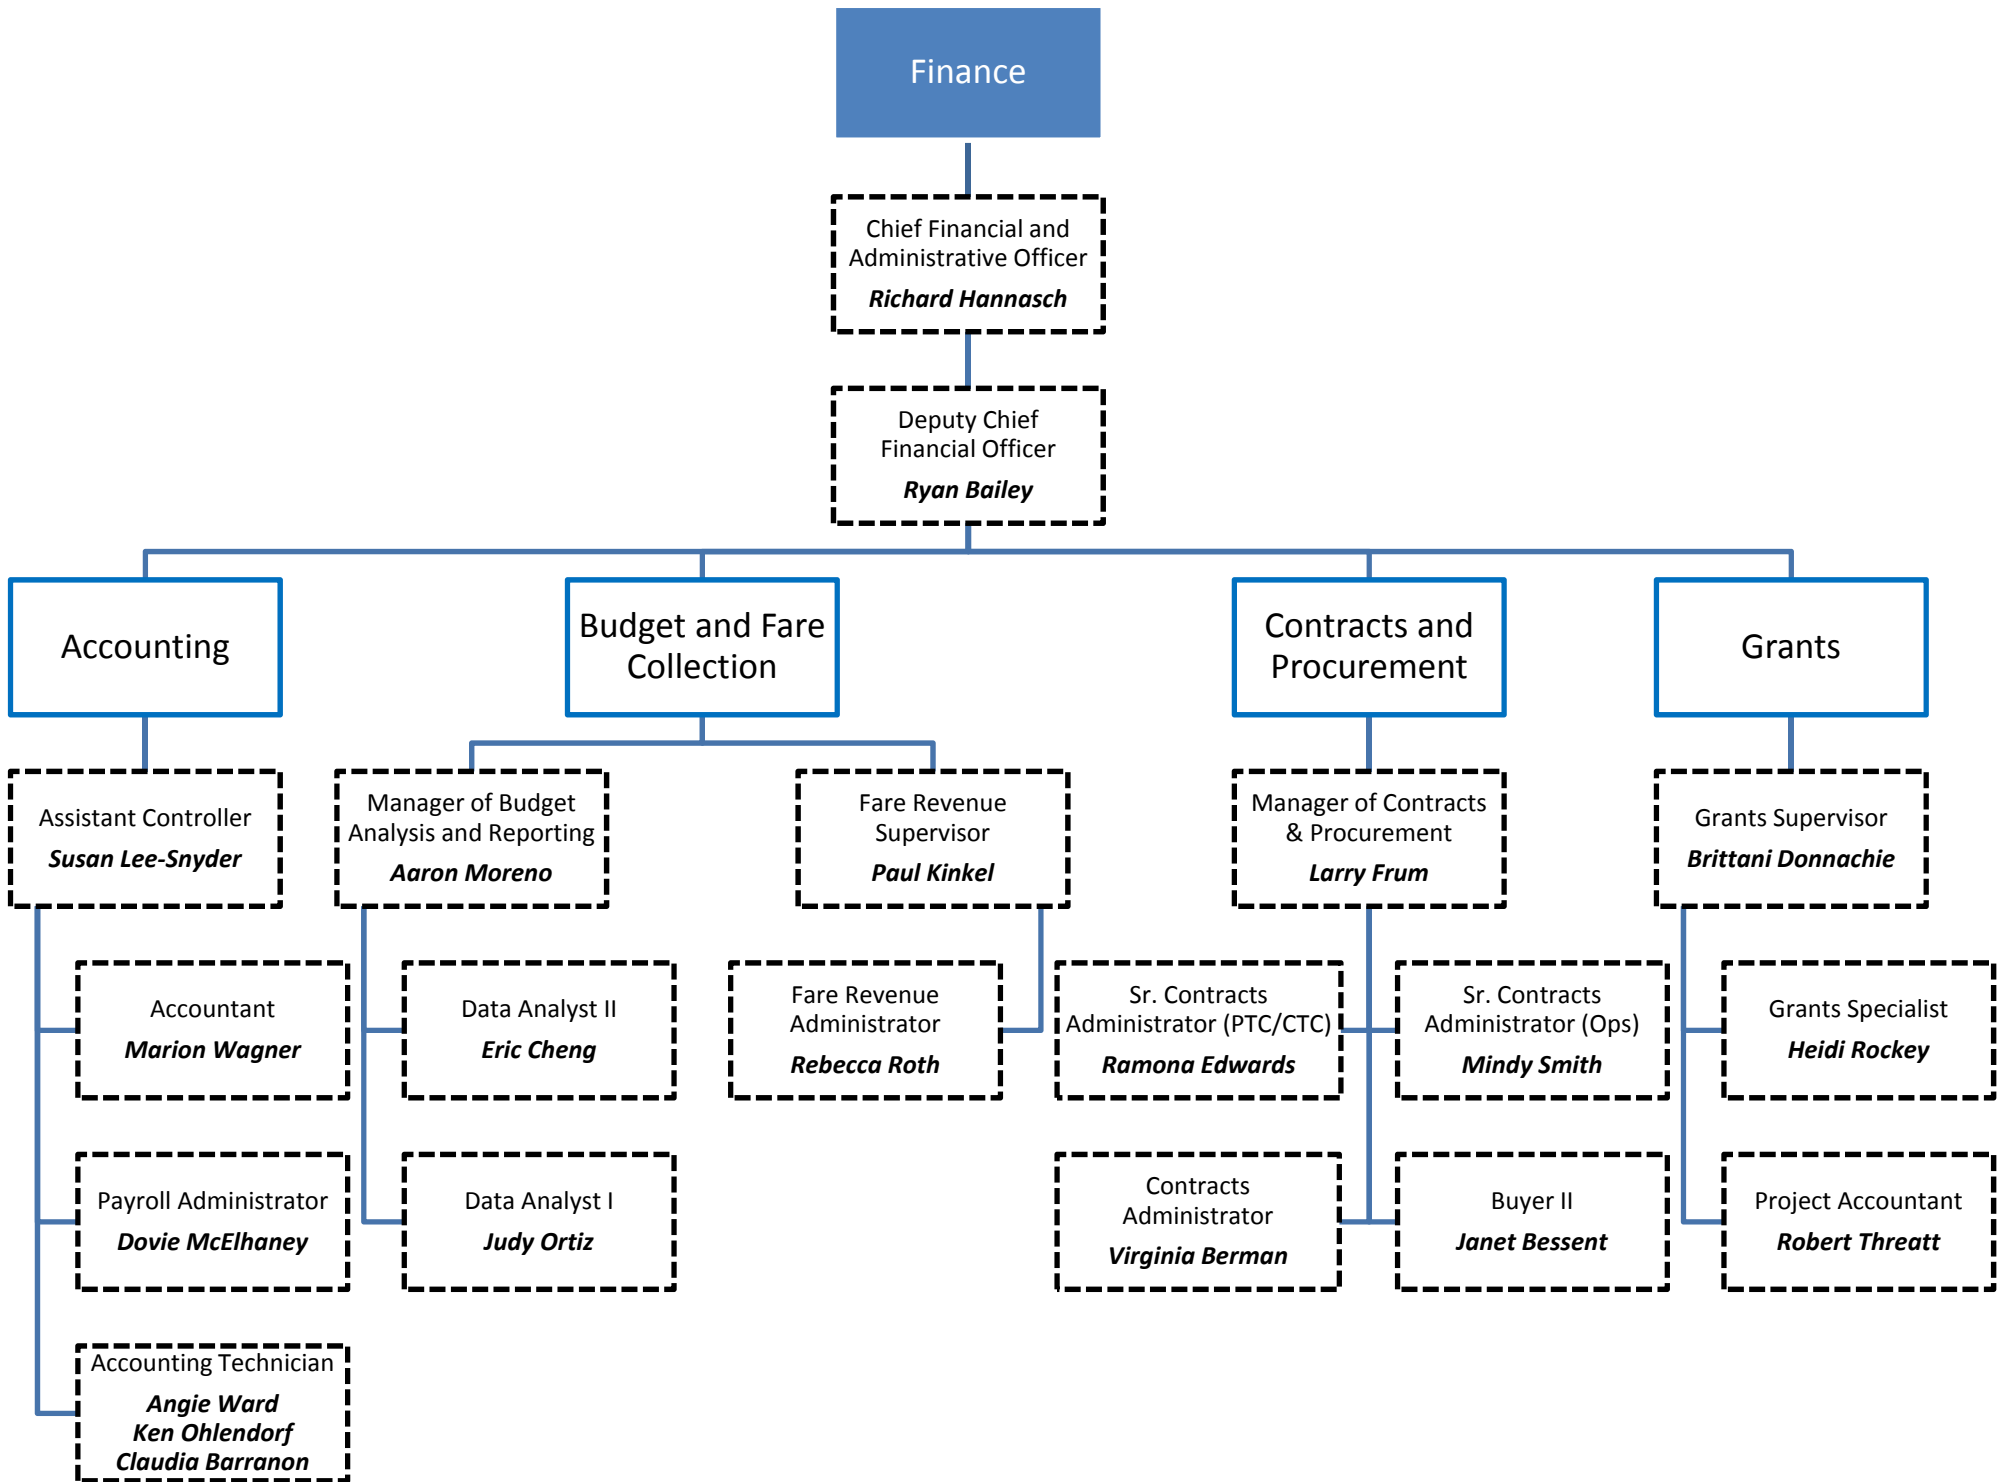 Finance
Chief Financial and
Administrative Officer
Richard Hannasch
Deputy Chief
Financial Officer
Ryan Bailey
Accounting
Budget and Fare
Collection
Contracts and
Procurement
Grants
Assistant Controller
Susan Lee-Snyder
Manager of Budget
Analysis and Reporting
Aaron Moreno
Fare Revenue
Supervisor
Paul Kinkel
Manager of Contracts
& Procurement
Larry Frum
Grants Supervisor
Brittani Donnachie
Accountant
Marion Wagner
Data Analyst II
Eric Cheng
Fare Revenue
Administrator
Rebecca Roth
Sr. Contracts
Administrator (PTC/CTC)
Ramona Edwards
Sr. Contracts
Administrator (Ops)
Mindy Smith
Grants Specialist
Heidi Rockey
Payroll Administrator
Dovie McElhaney
Data Analyst I
Judy Ortiz
Contracts
Administrator
Virginia Berman
Buyer II
Janet Bessent
Project Accountant
Robert Threatt
Accounting Technician
Angie Ward
Ken Ohlendorf
Claudia Barranon